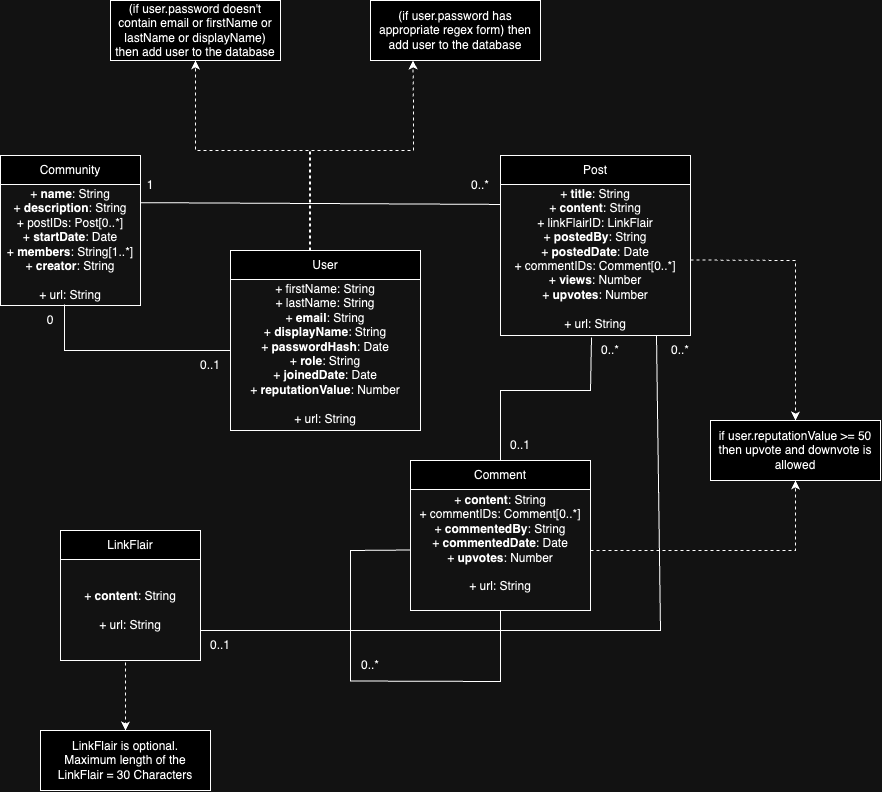 (if user.password doesn't
contain email or firstName or
lastName or displayName)
then add user to the database
(if user.password has
appropriate regex form) then
add user to the database
Community
+ name: String
+ description: String
+ postIDs: Post[0..*]
+ startDate: Date
+ members: String[1..*]
+ creator: String
+ url: String
1
0..*
Post
+ title: String
+ content: String
+ linkFlairID: LinkFlair
+ postedBy: String
+ postedDate: Date
+ commentIDs: Comment[0..*]
+ views: Number
+ upvotes: Number
+ url: String
User
+ firstName: String
+ lastName: String
+ email: String
+ displayName: String
+ passwordHash: Date
+ role: String
+ joinedDate: Date
+ reputationValue: Number
+ url: String
0
0..1
0..*
0..*
0..1
if user.reputationValue >= 50
then upvote and downvote is
allowed
Comment
+ content: String
+ commentIDs: Comment[0..*]
+ commentedBy: String
+ commentedDate: Date
+ upvotes: Number
+ url: String
LinkFlair
+ content: String
+ url: String
0..1
0..*
LinkFlair is optional.
Maximum length of the
LinkFlair = 30 Characters